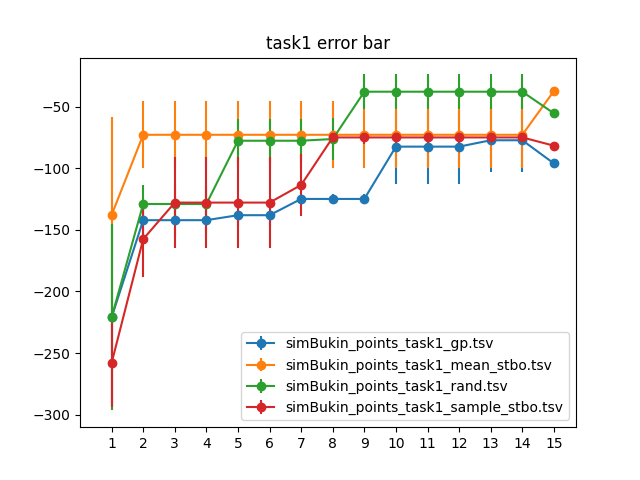 task1 error bar
−50
−100
−150
−200
−250
−300
simBukin_points_task1_gp.tsv
simBukin_points_task1_mean_stbo.tsv
simBukin_points_task1_rand.tsv
simBukin_points_task1_sample_stbo.tsv
1 2 3 4 5 6 7 8 9 10 11 12 13 14 15